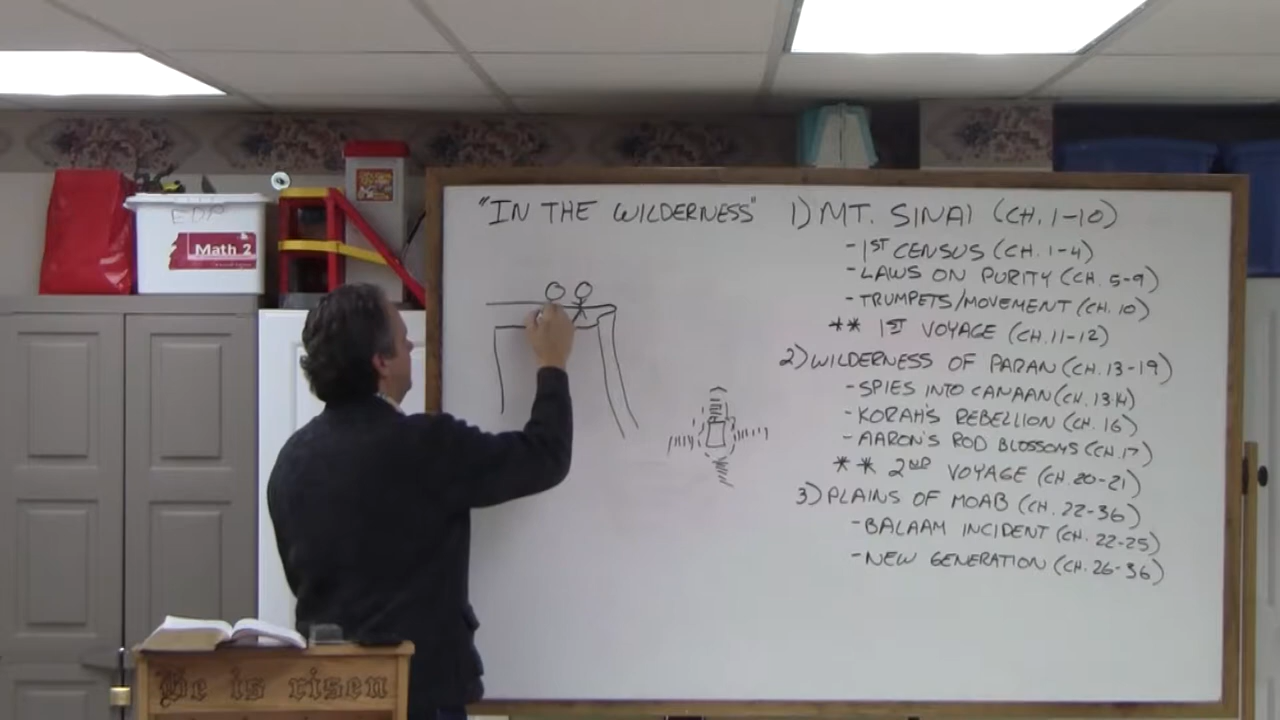 "IN THE WILDERNESS"
1) MT. SINAI (CH. 1-10)
- 1ST CENSUS (CH. 1-4)
- LAWS ON PURITY (CH. 5-9)
- TRUMPETS/MOVEMENT (CH. 10)
** 1ST VOYAGE (CH. 11-12)
2) WILDERNESS OF PARAN (CH. 13-19)
- SPIES INTO CANAAN (CH. 13-14)
- KORAH'S REBELLION (CH. 16)
- AARON'S ROD BLOSSOMS (CH. 17)
** 2ND VOYAGE (CH. 20-21)
3) PLAINS OF MOAB (CH. 22-36)
- BALAAM INCIDENT (CH. 22-25)
- NEW GENERATION (CH. 26-36)
EDP
Math 2
He is risen